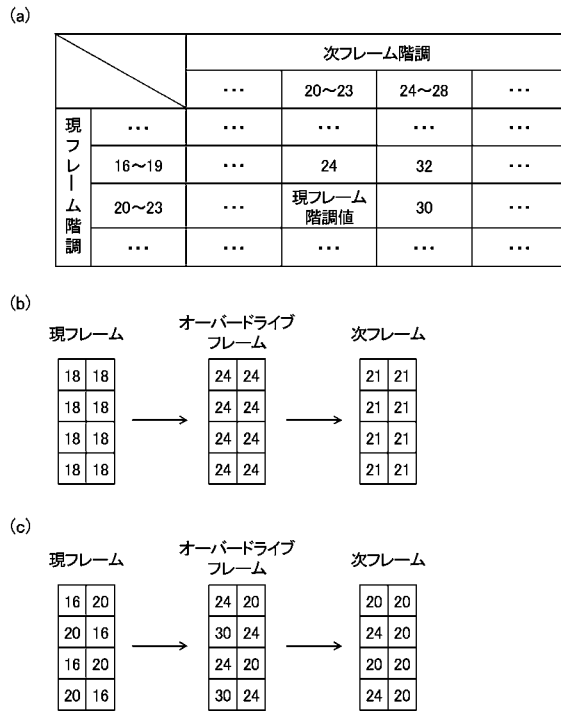 (a)
次フレーム階調
… 20～23 24～28 …
現フレーム階調
… … … … …
16～19 … 24 32 …
20～23 … 現フレーム階調値 30 …
… … … … …
(b)
現フレーム オーバードライブフレーム 次フレーム
18 18 24 24 21 21
18 18 24 24 21 21
18 18 24 24 21 21
18 18 24 24 21 21
(c)
現フレーム オーバードライブフレーム 次フレーム
16 20 24 20 20 20
20 16 30 24 24 20
16 20 24 20 20 20
20 16 30 24 24 20